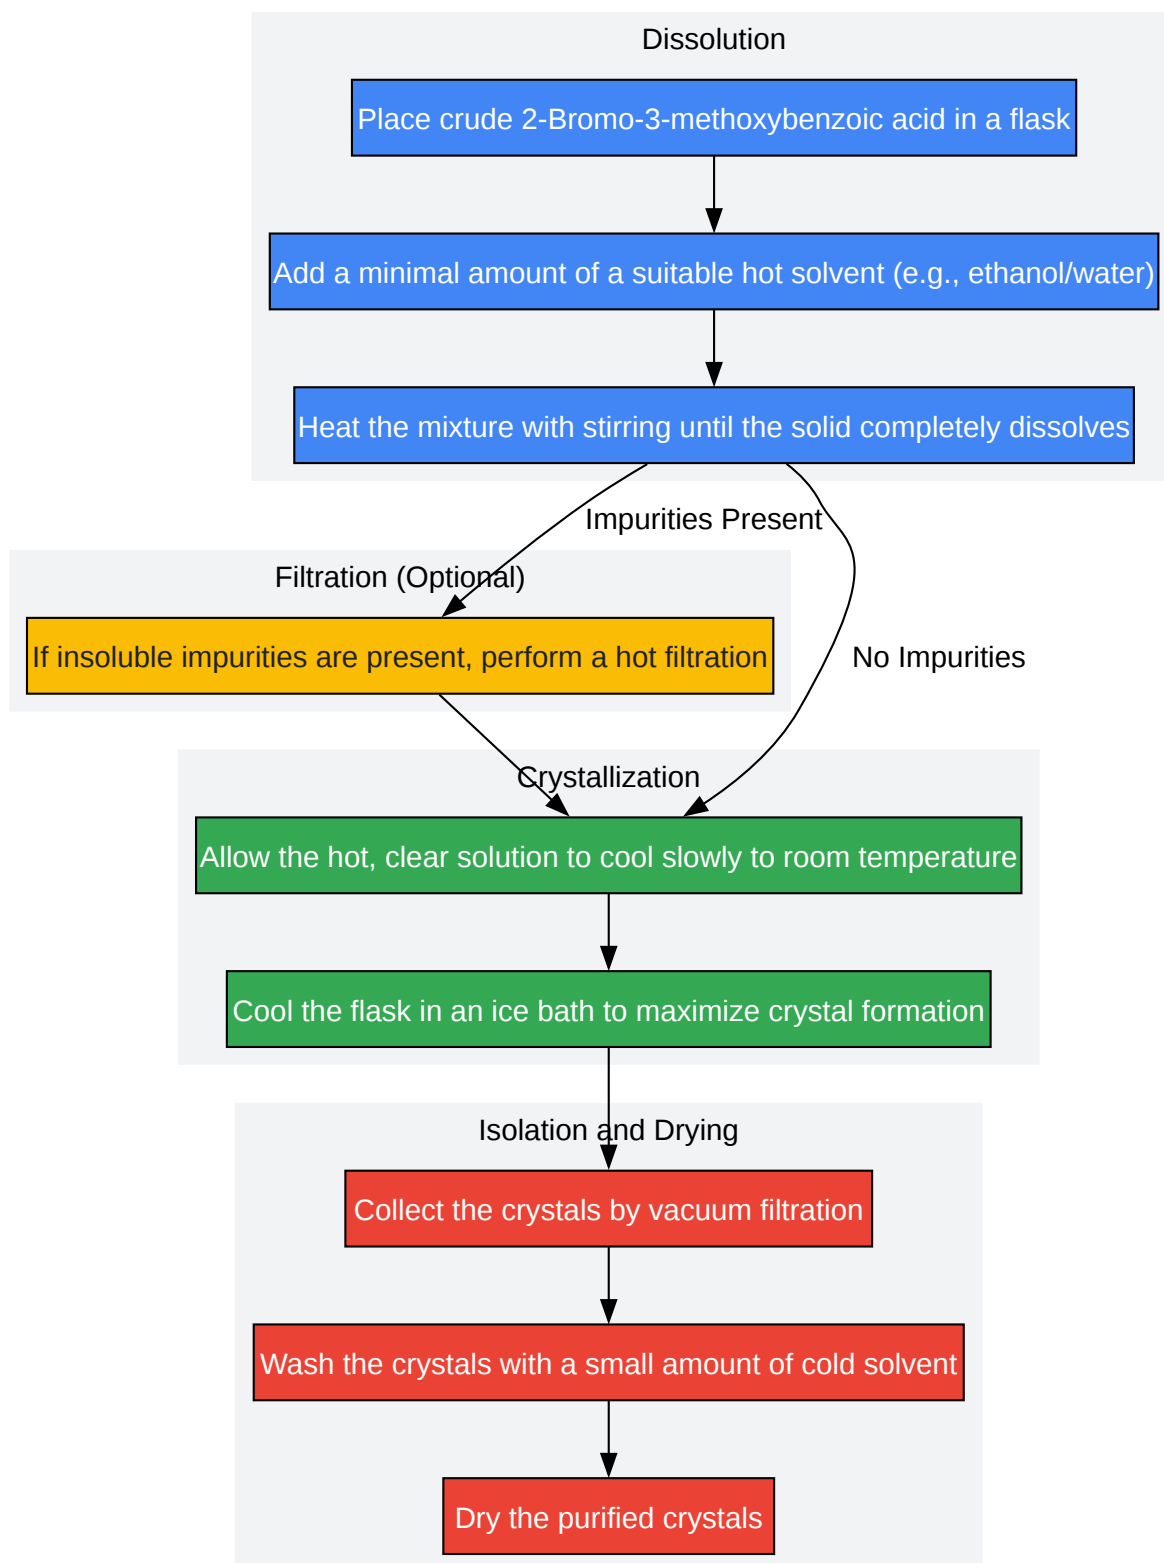 Dissolution
Place crude 2-Bromo-3-methoxybenzoic acid in a flask
Add a minimal amount of a suitable hot solvent (e.g., ethanol/water)
Heat the mixture with stirring until the solid completely dissolves
Impurities Present
Filtration (Optional)
If insoluble impurities are present, perform a hot filtration
No Impurities
Crystallization
Allow the hot, clear solution to cool slowly to room temperature
Cool the flask in an ice bath to maximize crystal formation
Isolation and Drying
Collect the crystals by vacuum filtration
Wash the crystals with a small amount of cold solvent
Dry the purified crystals